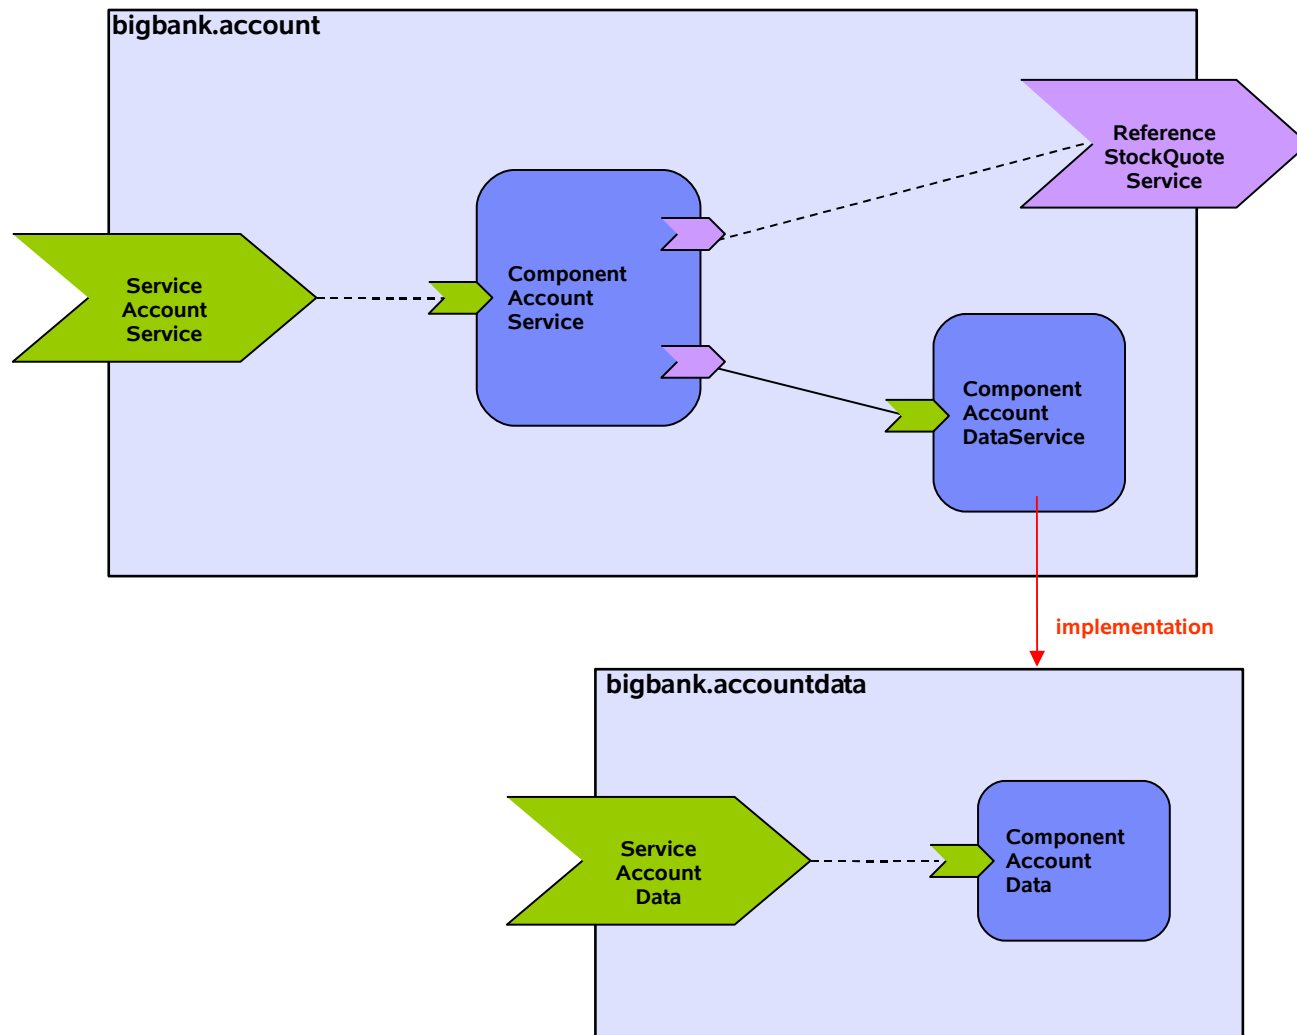 bigbank.account
Reference
StockQuote
Service
Service
Account
Service
Component
Account
Service
Component
Account
DataService
implementation
bigbank.accountdata
Service
Account
Data
Component
Account
Data